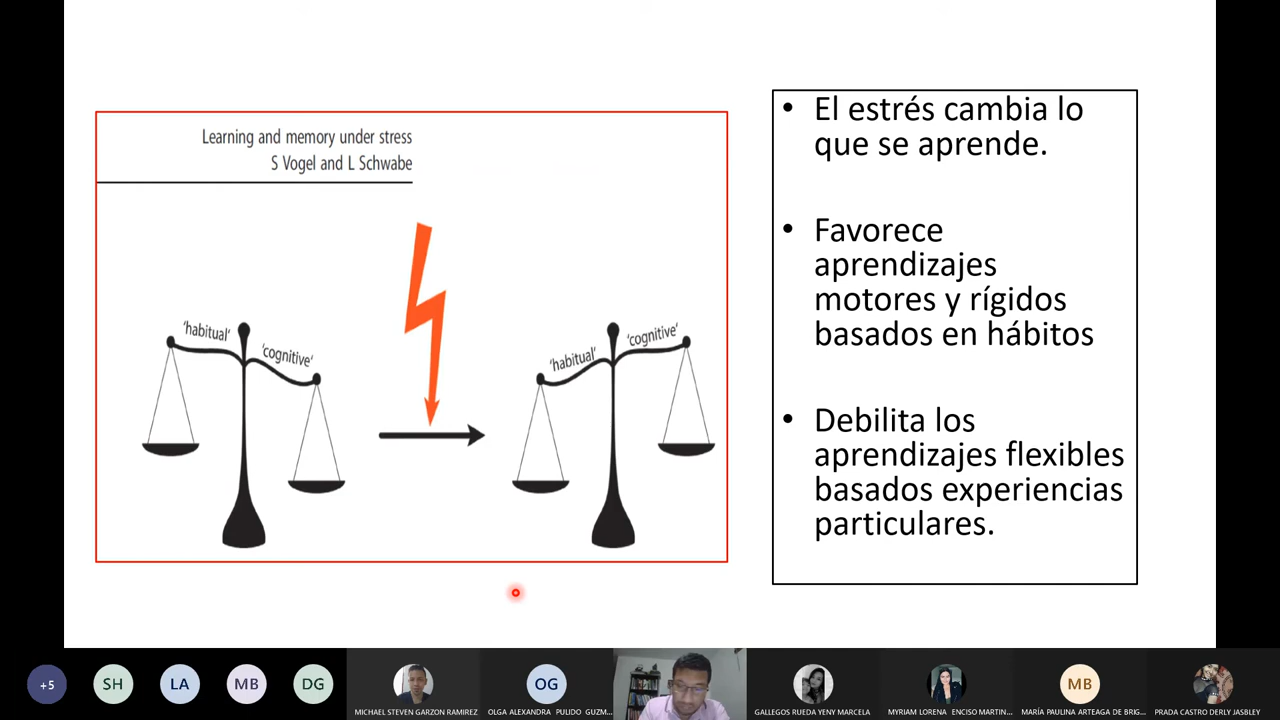 Learning and memory under stress
S Vogel and L Schwabe
'habitual'
'cognitive'
'habitual'
'cognitive'
• El estrés cambia lo
que se aprende.
• Favorece
aprendizajes
motores y rígidos
basados en hábitos
• Debilita los
aprendizajes flexibles
basados experiencias
particulares.
+5
SH
LA
MB
DG
MICHAEL STEVEN GARZON RAMIREZ
OG
OLGA ALEXANDRA PULIDO GUZM...
GALLEGOS RUEDA YENY MARCELA
MYRIAM LORENA ENCISO MARTIN...
MB
MARÍA PAULINA ARTEAGA DE BRIG...
PRADA CASTRO DERLY JASBLEY